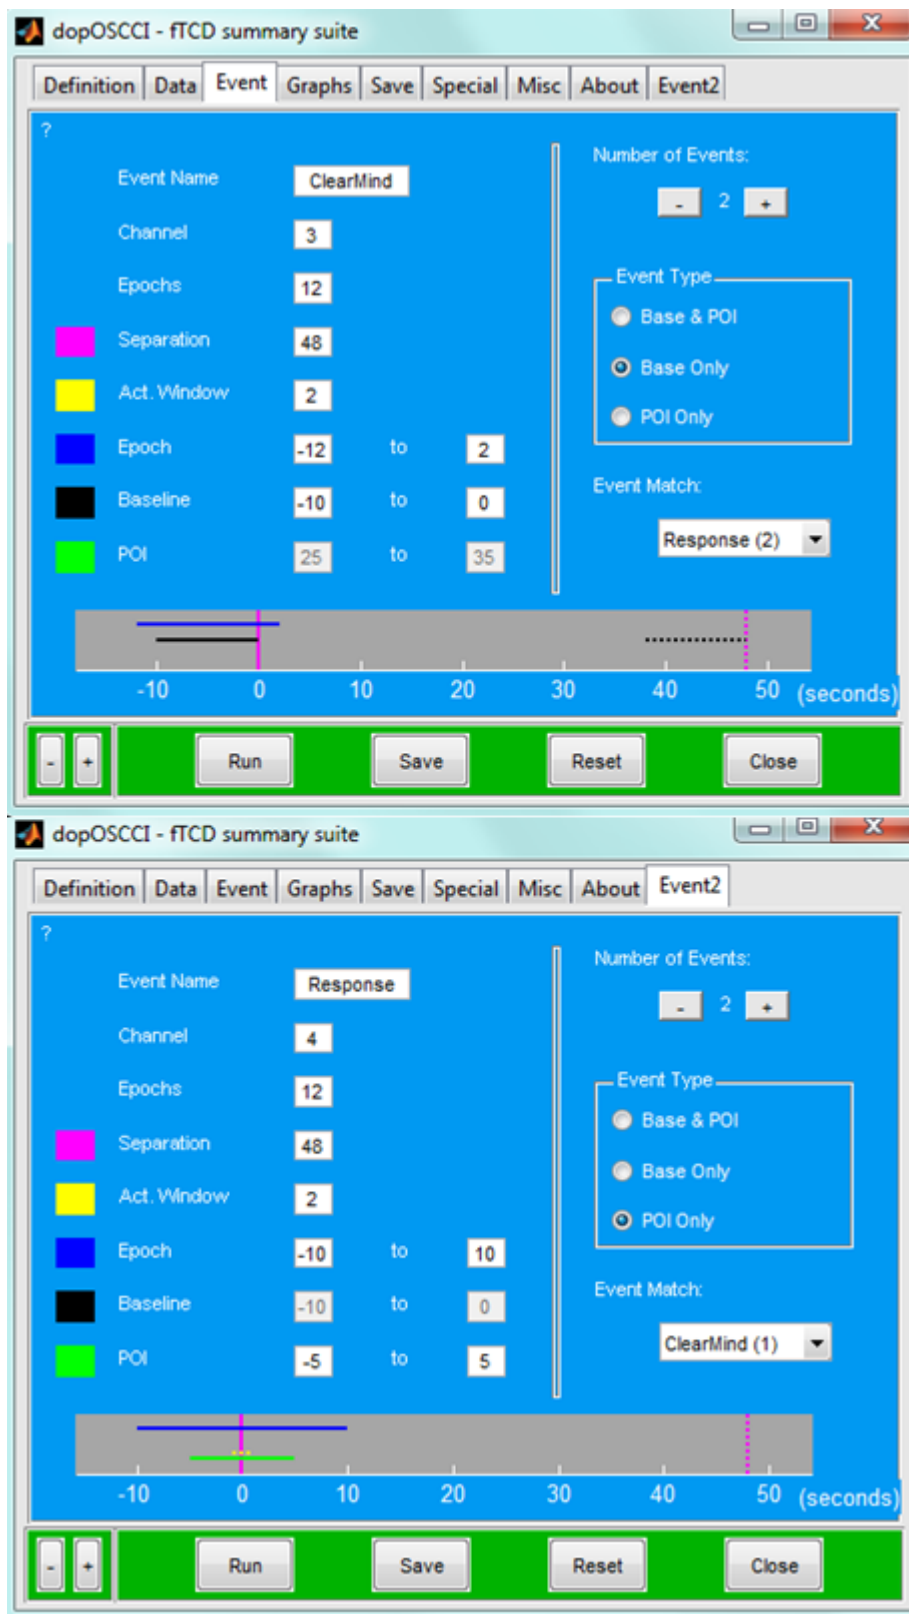 dopOSCCI - fTCD summary suite
Definition Data Event Graphs Save Special Misc About Event2
?
Event Name ClearMind
Channel 3
Epochs 12
Separation 48
Act. Window 2
Epoch -12 to 2
Baseline -10 to 0
POI 25 to 35
Number of Events:
- 2 +
Event Type
Base & POI
Base Only
POI Only
Event Match:
Response (2)
-10 0 10 20 30 40 50 (seconds)
- + Run Save Reset Close
dopOSCCI - fTCD summary suite
Definition Data Event Graphs Save Special Misc About Event2
?
Event Name Response
Channel 4
Epochs 12
Separation 48
Act. Window 2
Epoch -10 to 10
Baseline -10 to 0
POI -5 to 5
Number of Events:
- 2 +
Event Type
Base & POI
Base Only
POI Only
Event Match:
ClearMind (1)
-10 0 10 20 30 40 50 (seconds)
- + Run Save Reset Close